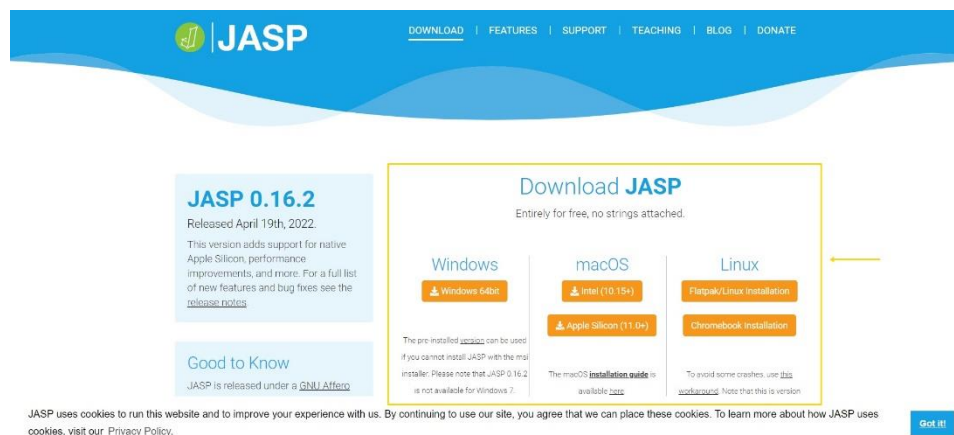 JASP
DOWNLOAD | FEATURES | SUPPORT | TEACHING | BLOG | DONATE
JASP 0.16.2
Released April 19th, 2022.
This version adds support for native
Apple Silicon, performance
improvements, and more. For a full list
of new features and bug fixes see the
release notes.
Good to Know
JASP is released under a GNU Affero
Download JASP
Entirely for free, no strings attached.
Windows
Windows 64bit
The pre-installed version can be used
if you cannot install JASP with the msi
installer. Please note that JASP 0.16.2
is not available for Windows 7.
macOS
Intel (10.15+)
Apple Silicon (11.0+)
The macOS installation guide is
available here.
Linux
Flatpak/Linux Installation
Chromebook Installation
To avoid some crashes, use this
workaround. Note that this is version
JASP uses cookies to run this website and to improve your experience with us. By continuing to use our site, you agree that we can place these cookies. To learn more about how JASP uses
cookies, visit our Privacy Policy.
Got it!